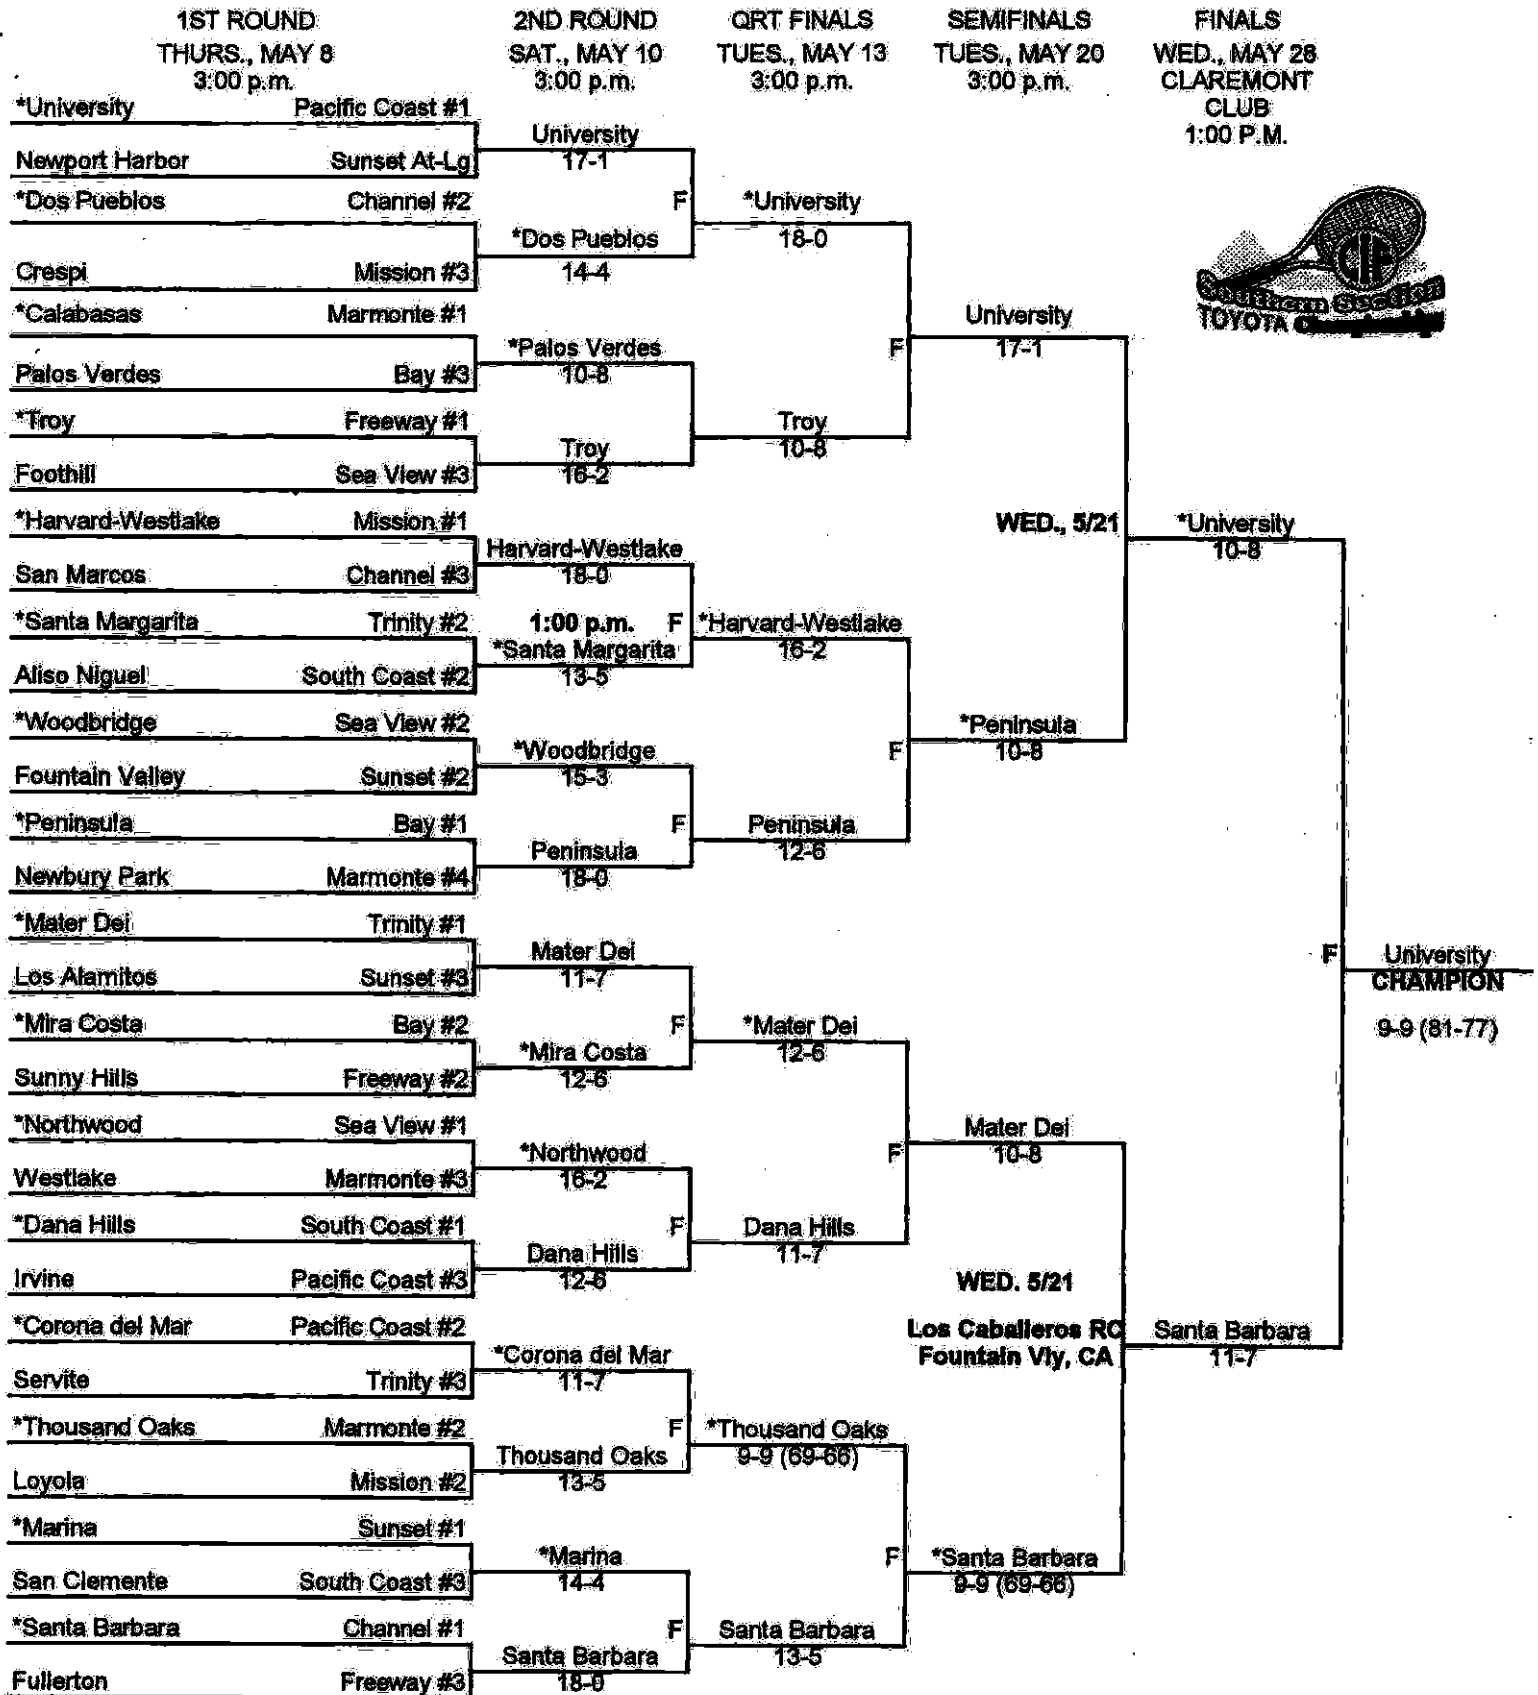 1ST ROUND
THURS., MAY 8
3:00 p.m.
2ND ROUND
SAT., MAY 10
3:00 p.m.
QRT FINALS
TUES., MAY 13
3:00 p.m.
SEMIFINALS
TUES., MAY 20
3:00 p.m.
FINALS
WED., MAY 28
CLAREMONT
CLUB
1:00 P.M.
*University Pacific Coast #1
Newport Harbor Sunset At-Lg
*Dos Pueblos Channel #2
Crespi Mission #3
*Calabasas Marmonte #1
Palos Verdes Bay #3
*Troy Freeway #1
Foothill Sea View #3
*Harvard-Westlake Mission #1
San Marcos Channel #3
*Santa Margarita Trinity #2
Aliso Niguel South Coast #2
*Woodbridge Sea View #2
Fountain Valley Sunset #2
*Peninsula Bay #1
Newbury Park Marmonte #4
*Mater Dei Trinity #1
Los Alamitos Sunset #3
*Mira Costa Bay #2
Sunny Hills Freeway #2
*Northwood Sea View #1
Westlake Marmonte #3
*Dana Hills South Coast #1
Irvine Pacific Coast #3
*Corona del Mar Pacific Coast #2
Servite Trinity #3
*Thousand Oaks Marmonte #2
Loyola Mission #2
*Marina Sunset #1
San Clemente South Coast #3
*Santa Barbara Channel #1
Fullerton Freeway #3
University
17-1
F
*Dos Pueblos
14-4
*Palos Verdes
10-8
Troy
16-2
Harvard-Westlake
18-0
1:00 p.m. F
*Santa Margarita
13-5
*Woodbridge
15-3
F
Peninsula
18-0
Mater Dei
11-7
F
*Mira Costa
12-6
*Northwood
16-2
F
Dana Hills
12-6
*Corona del Mar
11-7
F
Thousand Oaks
13-5
*Marina
14-4
F
Santa Barbara
18-0
*University
18-0
F
Troy
10-8
*Harvard-Westlake
16-2
F
Peninsula
12-6
*Mater Dei
12-6
F
Dana Hills
11-7
*Thousand Oaks
9-9 (69-66)
F
Santa Barbara
13-5
University
17-1
WED., 5/21
*Peninsula
10-8
Mater Dei
10-8
WED. 5/21
Los Caballeros RC
Fountain Vly, CA
*Santa Barbara
9-9 (69-66)
CIF
Southern Section
TOYOTA Championships
*University
10-8
F
Santa Barbara
11-7
University
CHAMPION
9-9 (81-77)